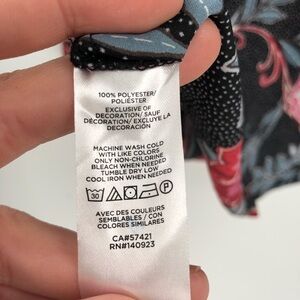 100% POLYESTER/
POLIÉSTER
EXCLUSIVE OF
DECORATION/ SAUF
DÉCORATION/ EXCLUYE LA
DECORACIÓN
MACHINE WASH COLD
WITH LIKE COLORS
ONLY NON-CHLORINE
BLEACH WHEN NEEDED
TUMBLE DRY LOW
COOL IRON WHEN NEEDED
30 P
AVEC DES COULEURS
SEMBLABLES / CON
COLORES SIMILARES
CA#57421
RN#140923